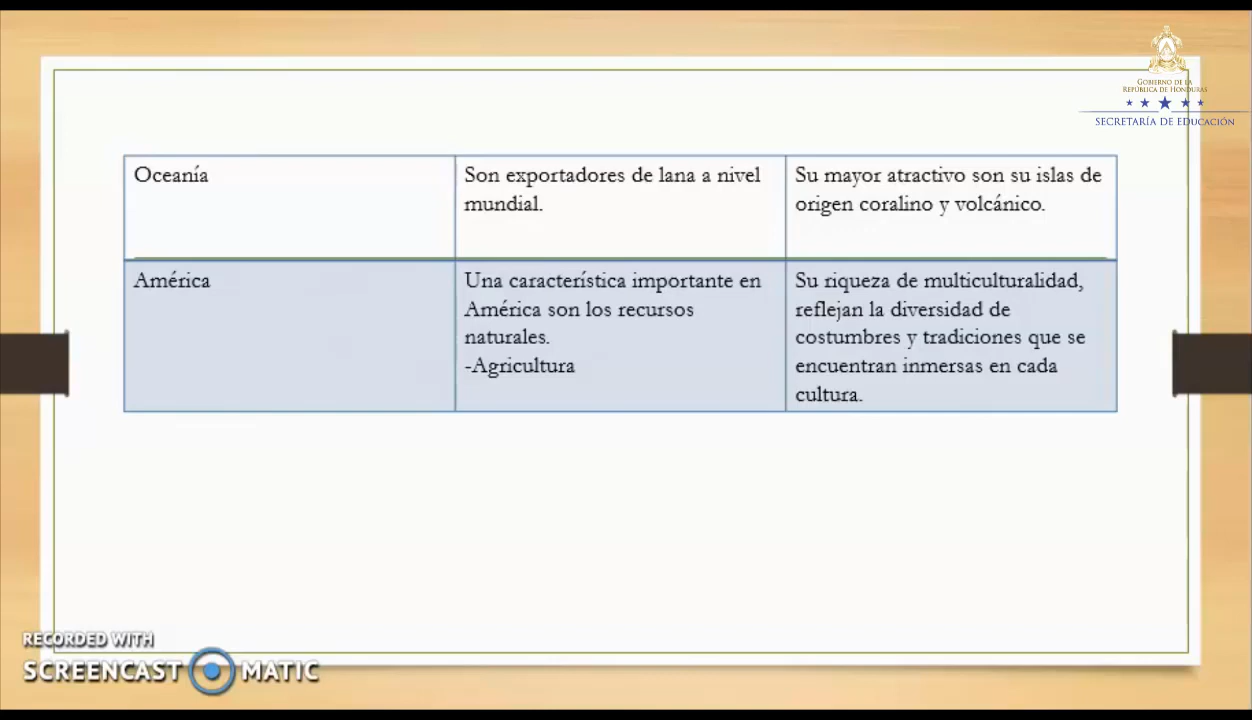 GOBIERNO DE LA
REPÚBLICA DE HONDURAS
SECRETARÍA DE EDUCACIÓN
Oceanía
Son exportadores de lana a nivel
mundial.
Su mayor atractivo son su islas de
origen coralino y volcánico.
América
Una característica importante en
América son los recursos
naturales.
-Agricultura
Su riqueza de multiculturalidad,
reflejan la diversidad de
costumbres y tradiciones que se
encuentran inmersas en cada
cultura.
RECORDED WITH
SCREENCAST MATIC